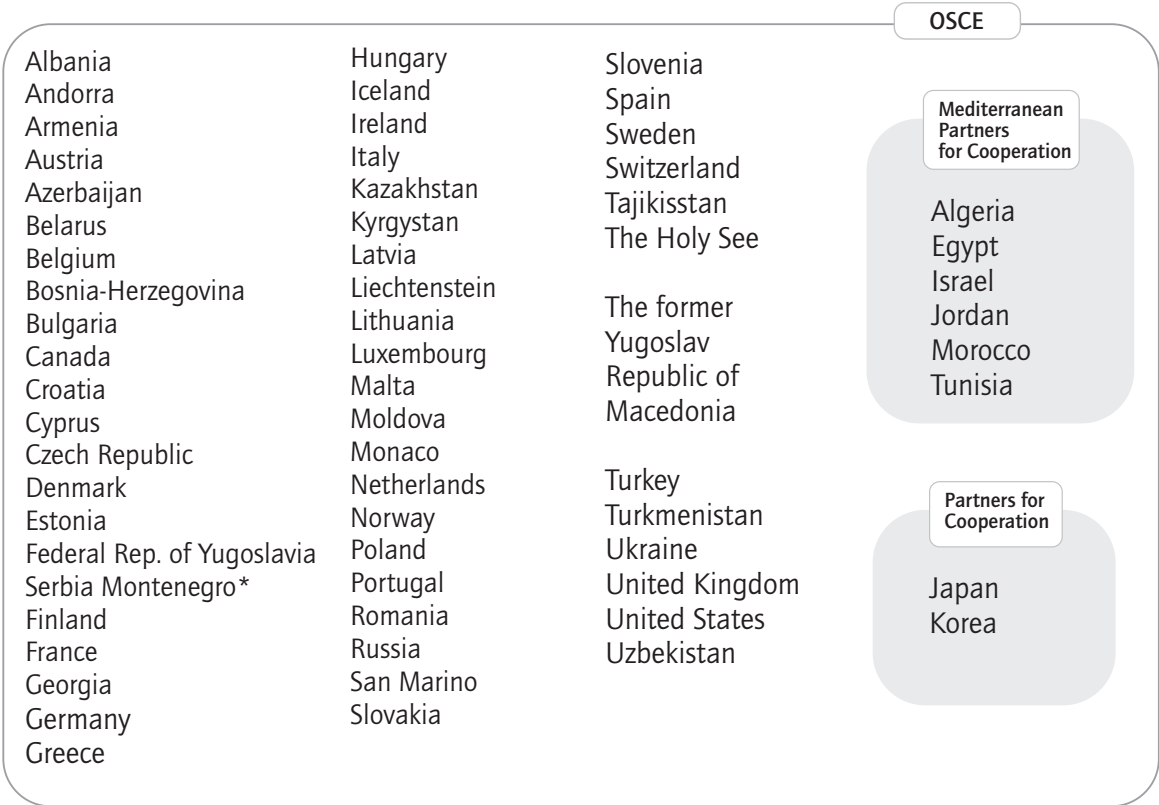 OSCE
Albania
Andorra
Armenia
Austria
Azerbaijan
Belarus
Belgium
Bosnia-Herzegovina
Bulgaria
Canada
Croatia
Cyprus
Czech Republic
Denmark
Estonia
Federal Rep. of Yugoslavia
Serbia Montenegro*
Finland
France
Georgia
Germany
Greece
Hungary
Iceland
Ireland
Italy
Kazakhstan
Kyrgystan
Latvia
Liechtenstein
Lithuania
Luxembourg
Malta
Moldova
Monaco
Netherlands
Norway
Poland
Portugal
Romania
Russia
San Marino
Slovakia
Slovenia
Spain
Sweden
Switzerland
Tajikisstan
The Holy See
The former
Yugoslav
Republic of
Macedonia
Turkey
Turkmenistan
Ukraine
United Kingdom
United States
Uzbekistan
Mediterranean
Partners
for Cooperation
Algeria
Egypt
Israel
Jordan
Morocco
Tunisia
Partners for
Cooperation
Japan
Korea